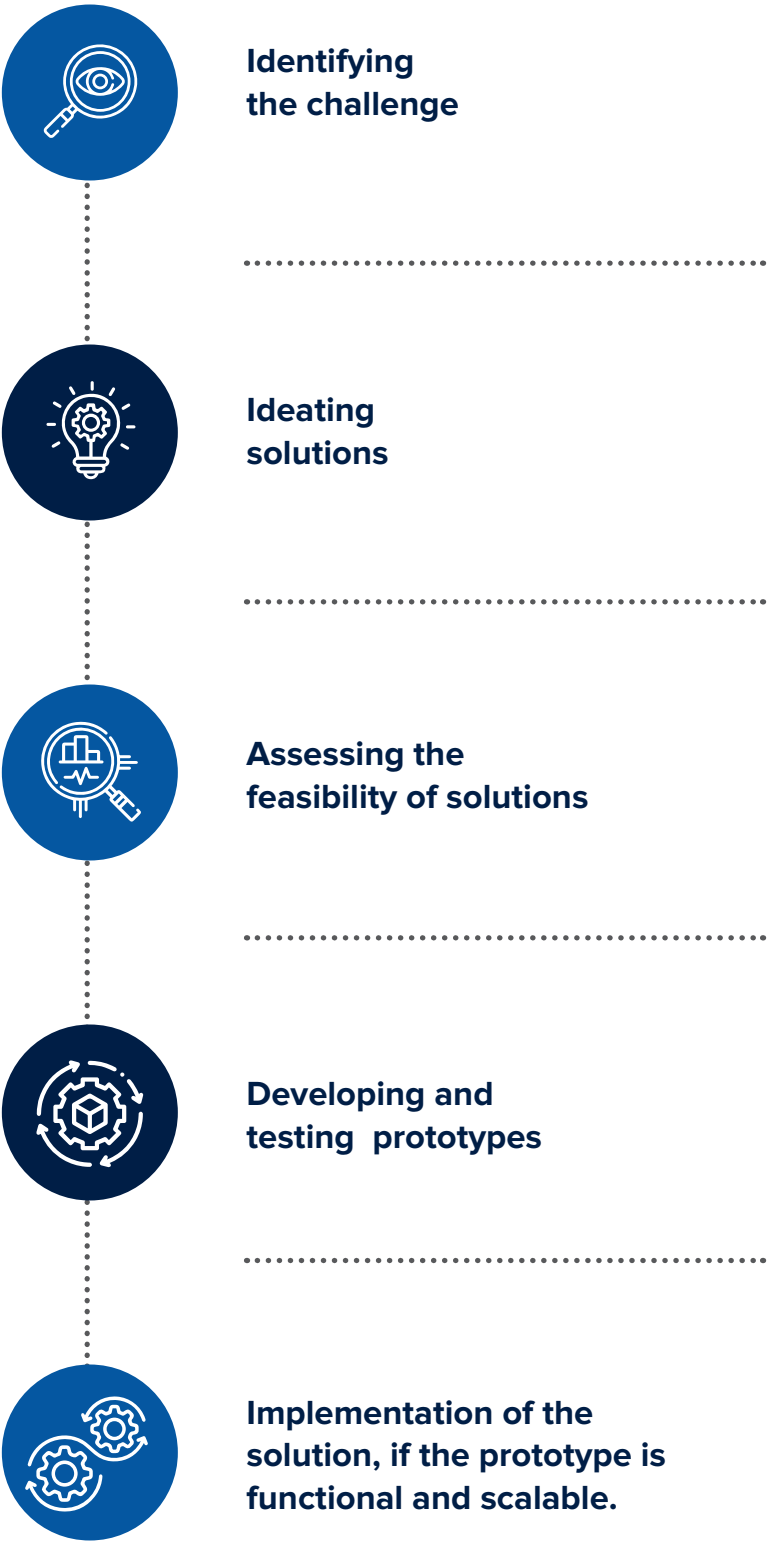 Identifying
the challenge
Ideating
solutions
Assessing the
feasibility of solutions
Developing and
testing  prototypes
Implementation of the
solution, if the prototype is
functional and scalable.